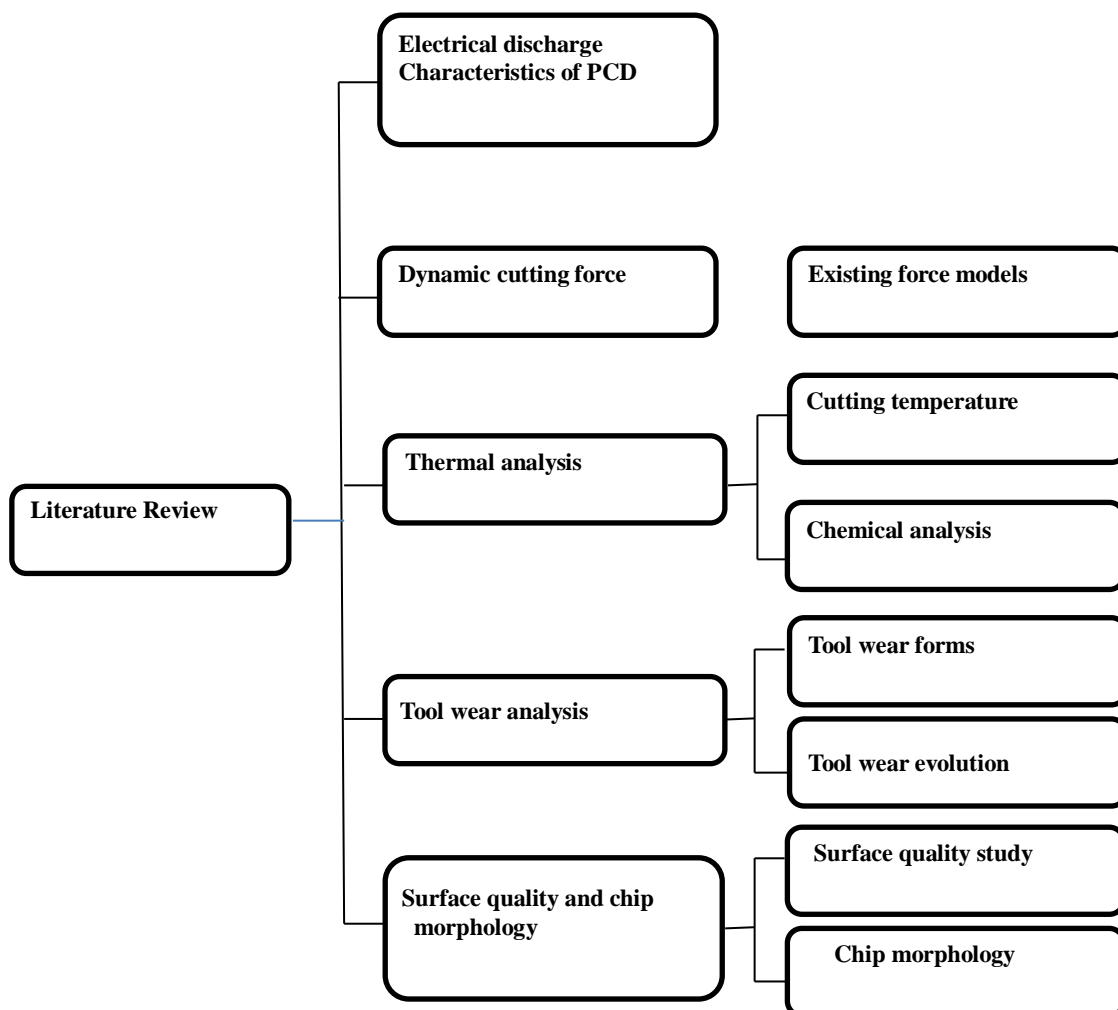 Electrical discharge
Characteristics of PCD
Dynamic cutting force
Existing force models
Cutting temperature
Thermal analysis
Literature Review
Chemical analysis
Tool wear forms
Tool wear analysis
Tool wear evolution
Surface quality study
Surface quality and chip
morphology
Chip morphology